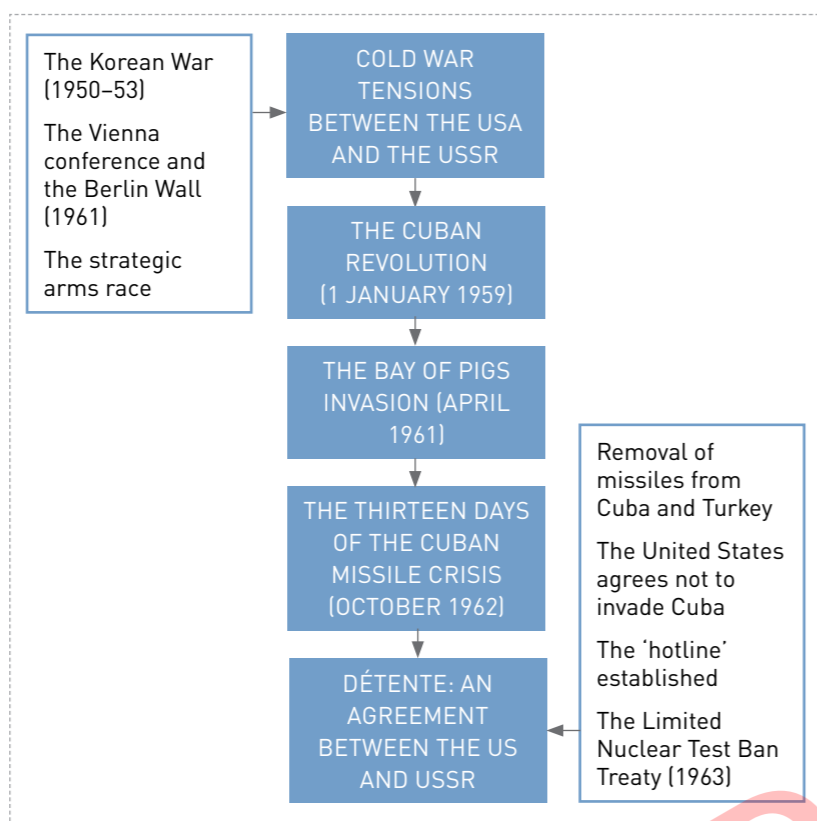 The Korean War
(1950–53)
The Vienna
conference and
the Berlin Wall
(1961)
The strategic
arms race
COLD WAR
TENSIONS
BETWEEN THE USA
AND THE USSR
THE CUBAN
REVOLUTION
(1 JANUARY 1959)
THE BAY OF PIGS
INVASION (APRIL
1961)
THE THIRTEEN DAYS
OF THE CUBAN
MISSILE CRISIS
(OCTOBER 1962)
DÉTENTE: AN
AGREEMENT
BETWEEN THE US
AND USSR
Removal of
missiles from
Cuba and Turkey
The United States
agrees not to
invade Cuba
The ‘hotline’
established
The Limited
Nuclear Test Ban
Treaty (1963)